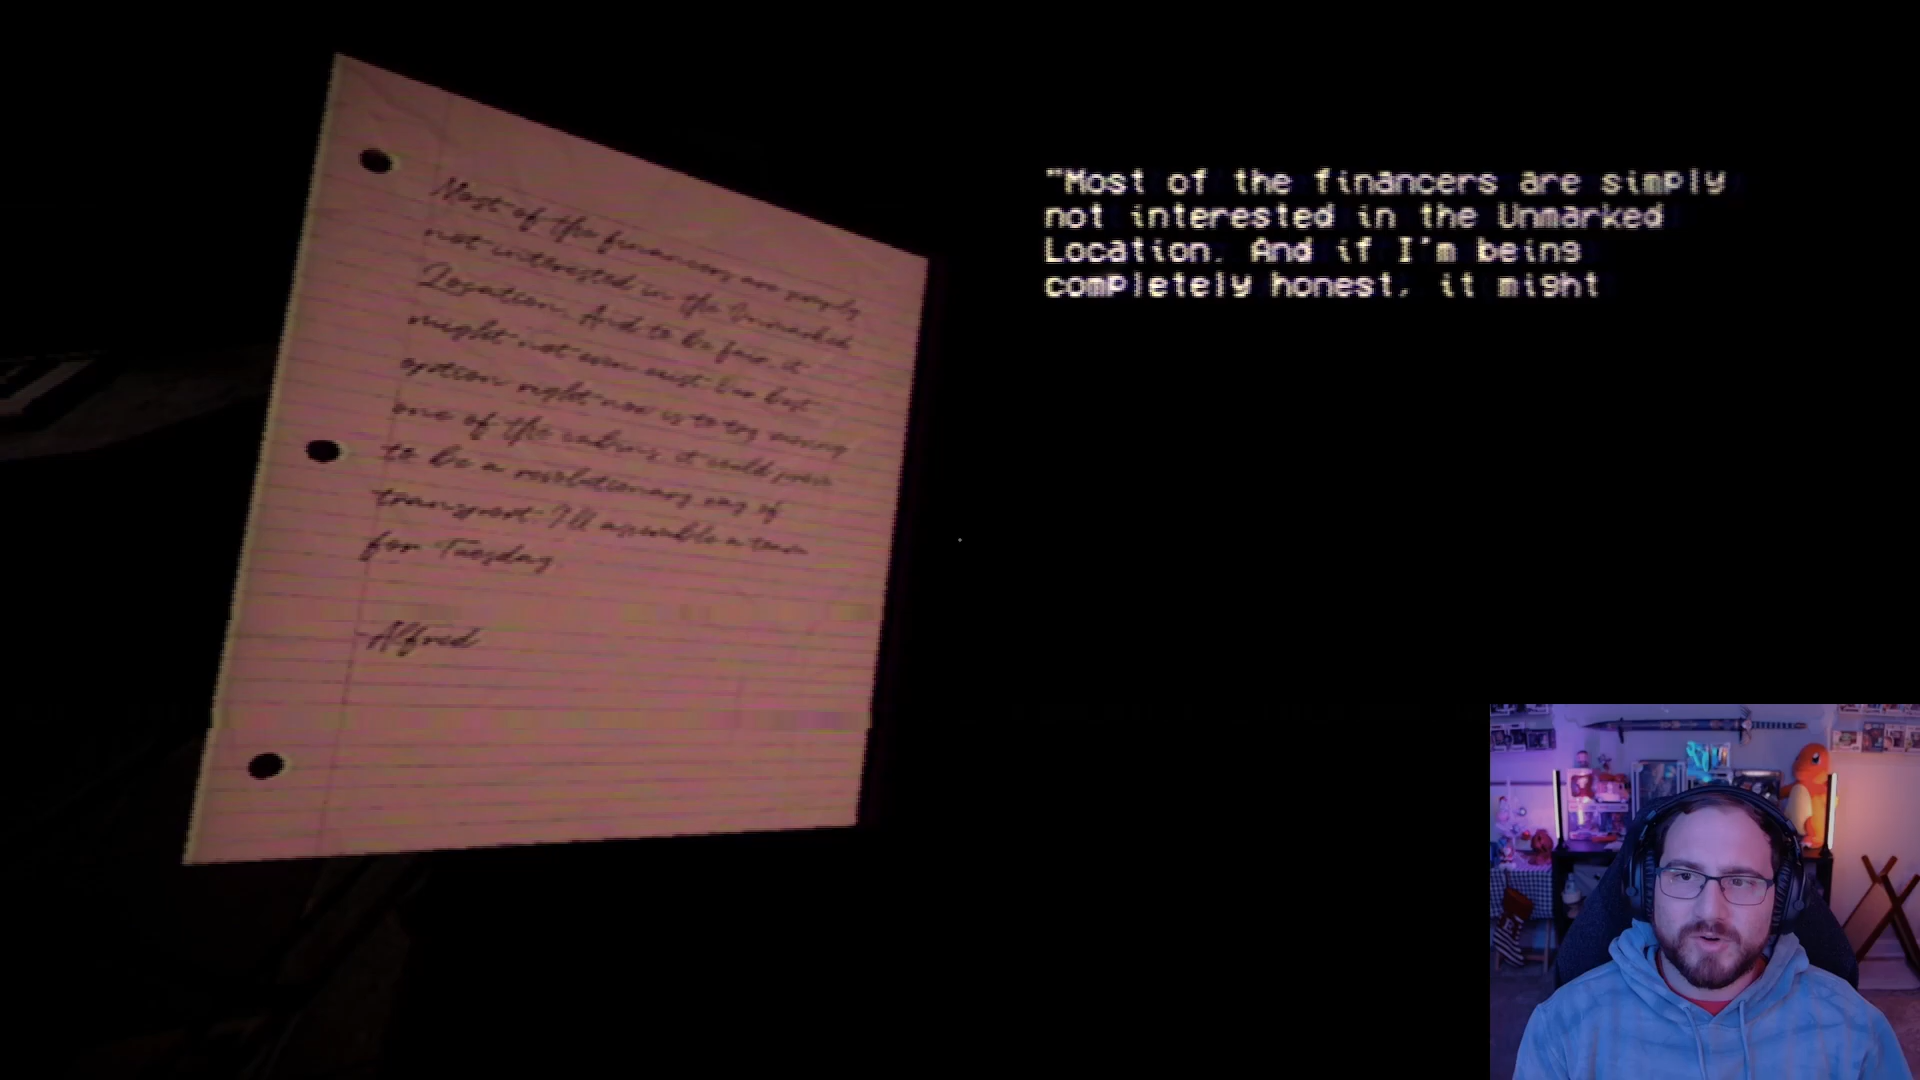 Most of the financers are simply
not interested in the Unmarked
Location. And to be fair, it
might not even exist. Our best
option right now is to try moving
one of the cabins, it could prove
to be a revolutionary way of
transport. I'll assemble a team
for Tuesday
-Alfred
"Most of the financers are simply
not interested in the Unmarked
Location. And if I'm being
completely honest, it might